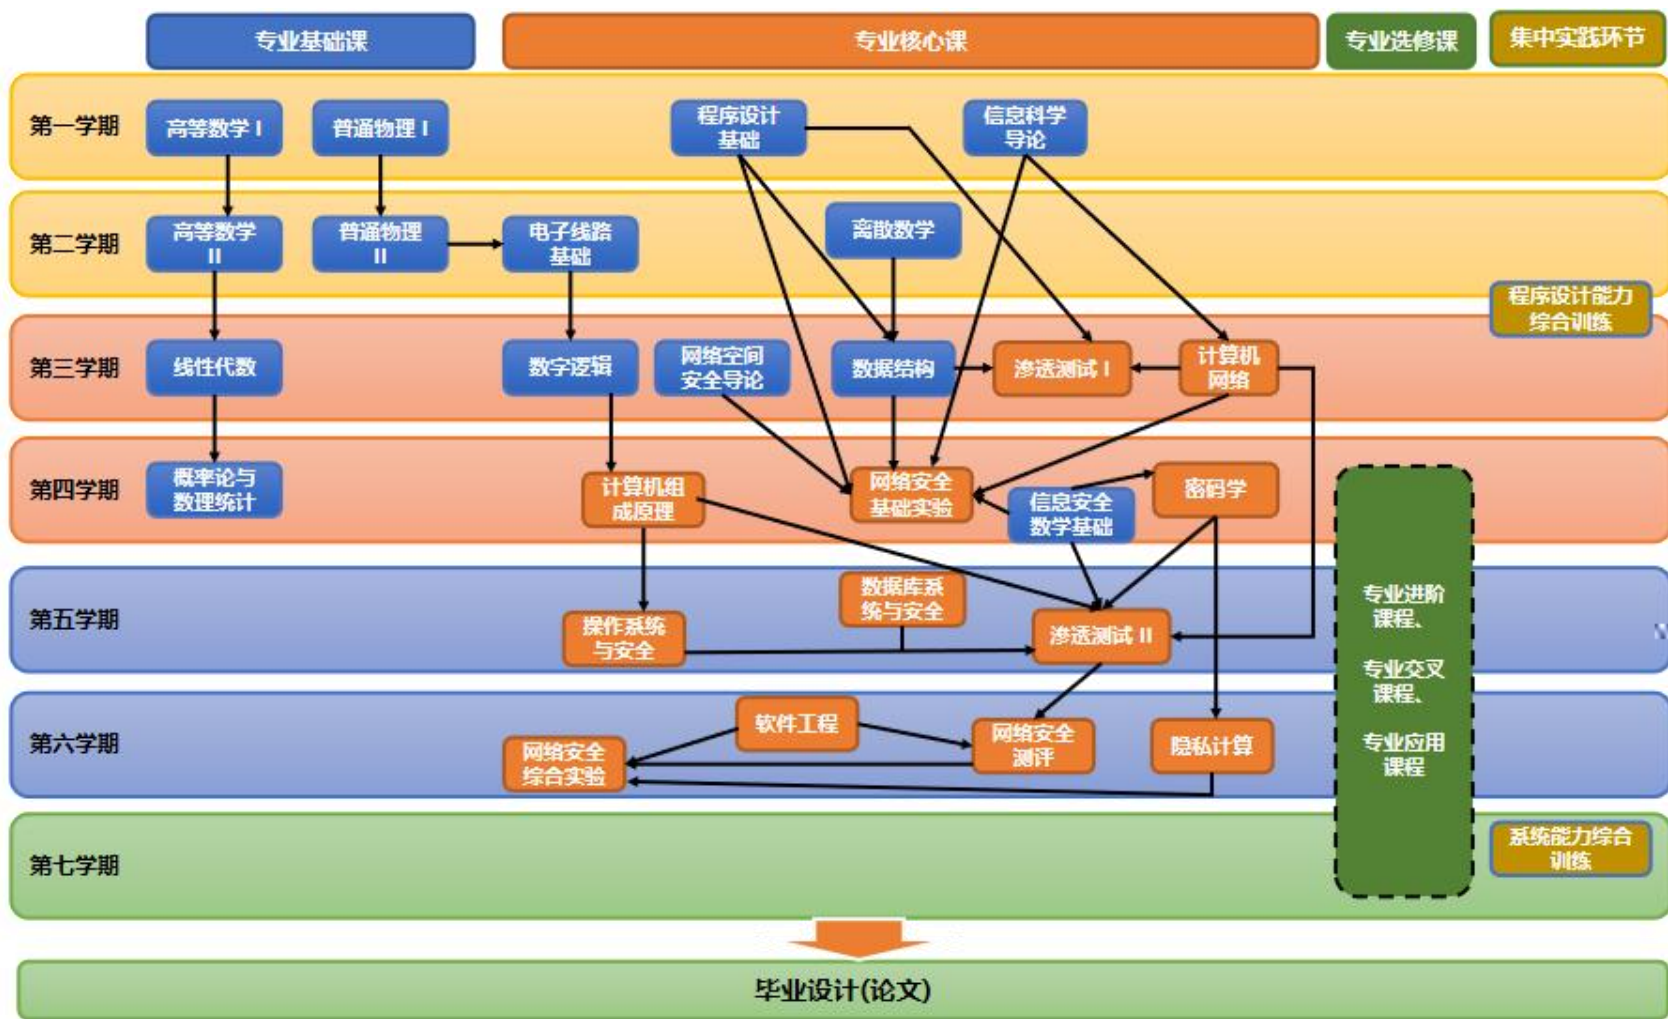 专业基础课
专业核心课
专业选修课
集中实践环节
第一学期
高等数学 I
普通物理 I
程序设计
基础
信息科学
导论
第二学期
高等数学
II
普通物理
II
电子线路
基础
离散数学
程序设计能力
综合训练
第三学期
线性代数
数字逻辑
网络空间
安全导论
数据结构
渗透测试 I
计算机
网络
第四学期
概率论与
数理统计
计算机组
成原理
网络安全
基础实验
信息安全
数学基础
密码学
第五学期
操作系统
与安全
数据库系
统与安全
渗透测试 II
专业进阶
课程、
专业交叉
课程、
专业应用
课程
第六学期
网络安全
综合实验
软件工程
网络安全
测评
隐私计算
第七学期
系统能力综合
训练
毕业设计(论文)